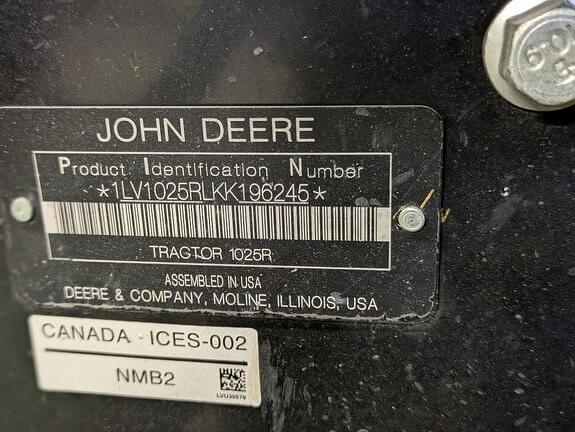 JOHN DEERE
Product Identification Number
*1LV1025RLKK196245*
TRACTOR 1025R
ASSEMBLED IN USA
DEERE & COMPANY, MOLINE, ILLINOIS, USA
CANADA - ICES-002
NMB2